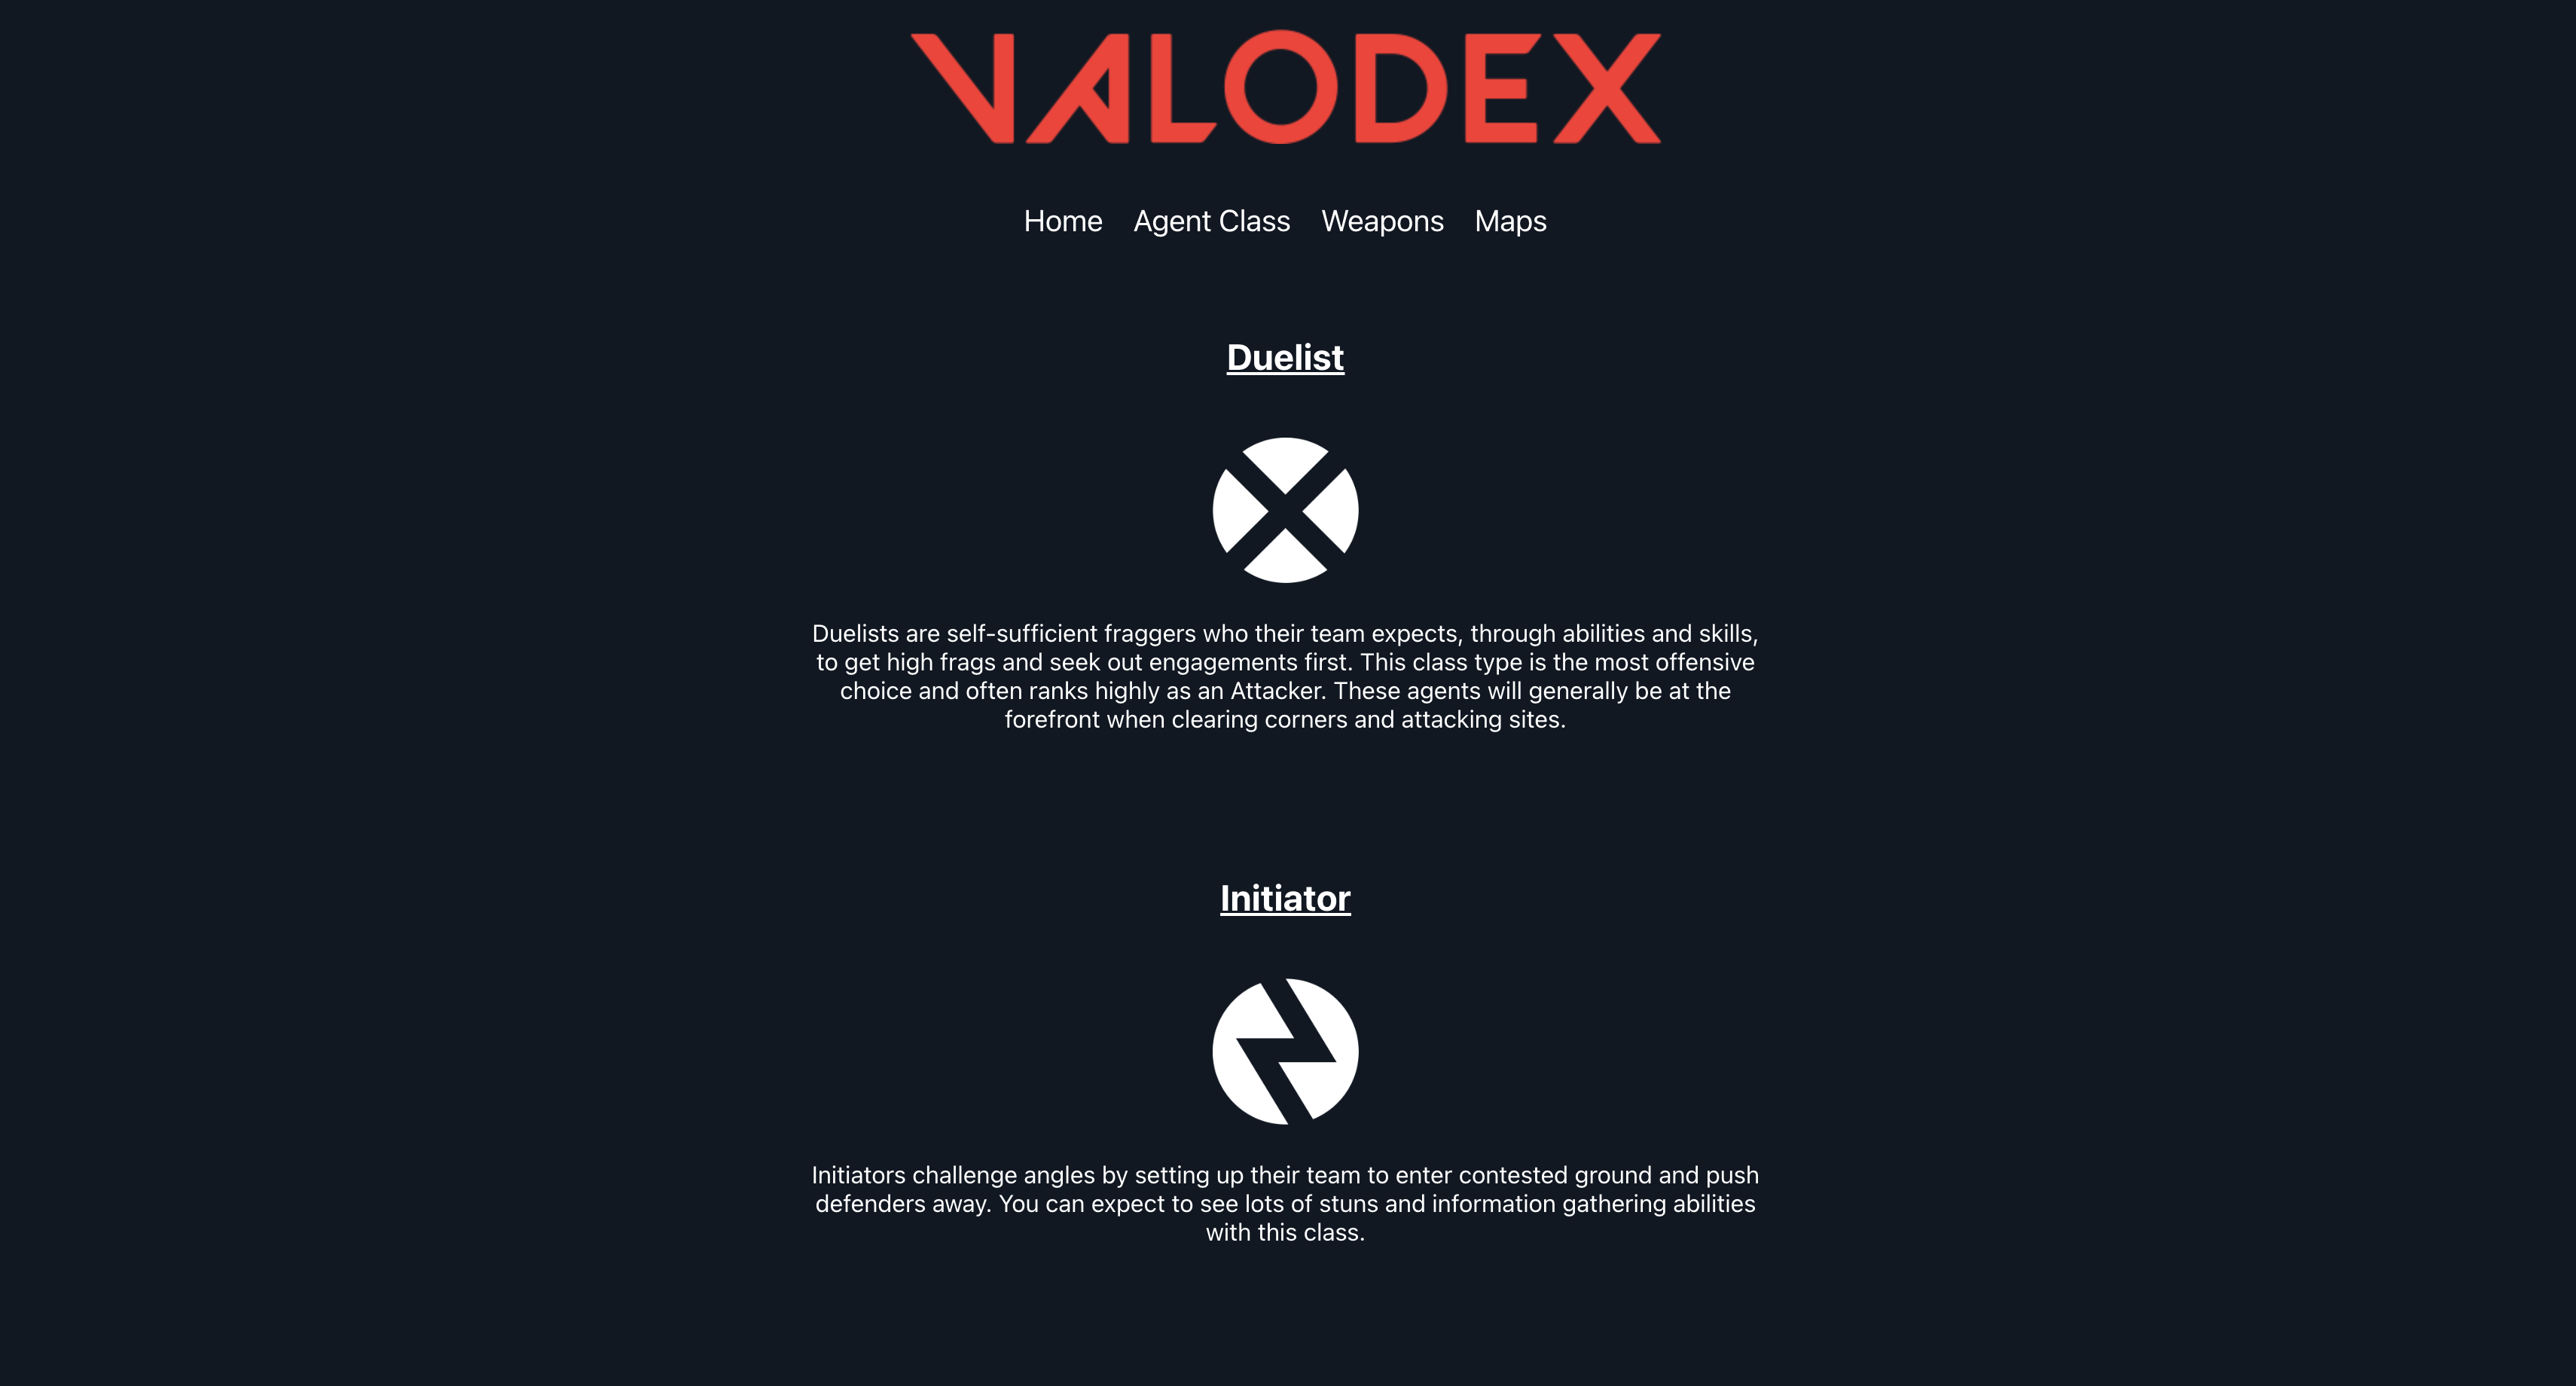 VALODEX
Home Agent Class Weapons Maps
Duelist
Duelists are self-sufficient fraggers who their team expects, through abilities and skills,
to get high frags and seek out engagements first. This class type is the most offensive
choice and often ranks highly as an Attacker. These agents will generally be at the
forefront when clearing corners and attacking sites.
Initiator
Initiators challenge angles by setting up their team to enter contested ground and push
defenders away. You can expect to see lots of stuns and information gathering abilities
with this class.